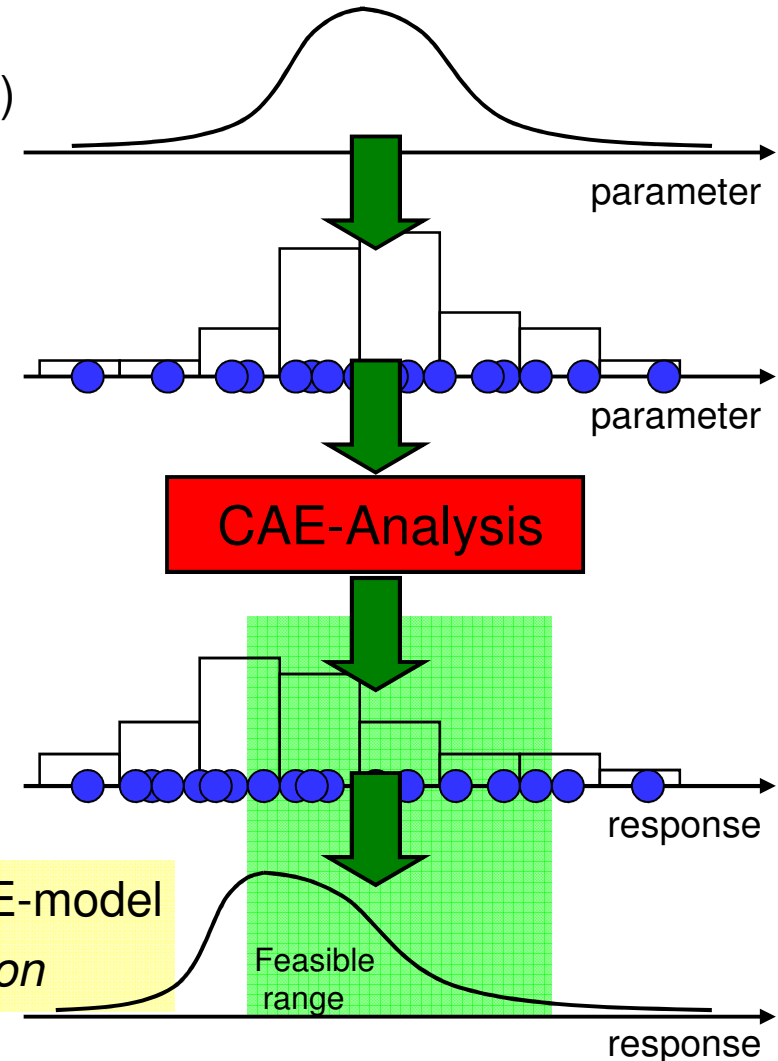 )
parameter
parameter
CAE-Analysis
response
E-model
on
Feasible
range
response